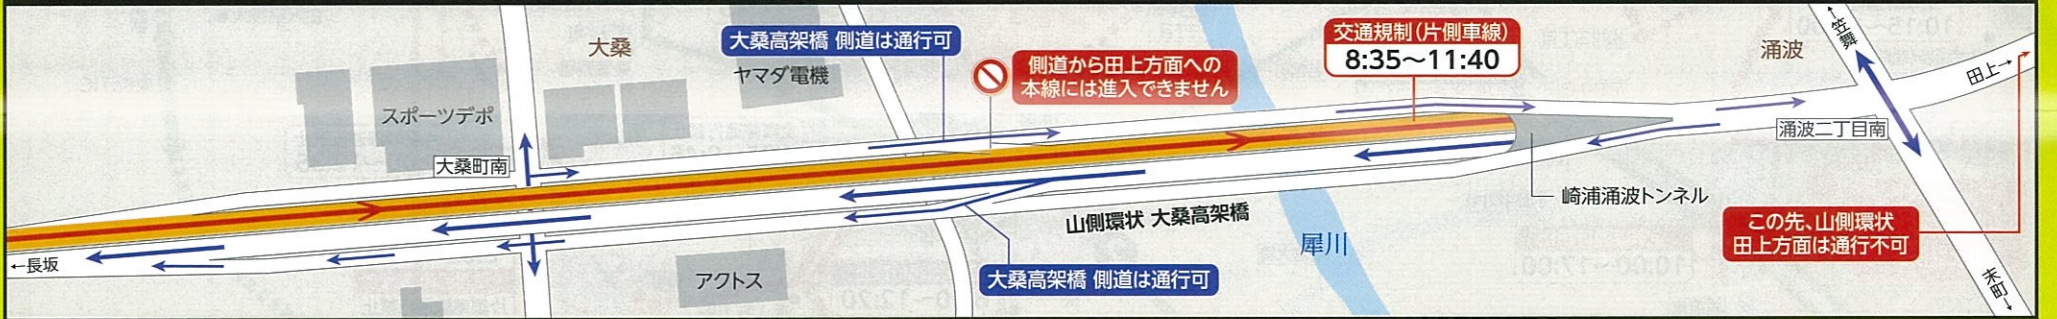 大桑
大桑高架橋 側道は通行可
ヤマダ電機
側道から田上方面への
本線には進入できません
交通規制(片側車線)
8:35〜11:40
涌波
↑笠舞
田上→
スポーツデポ
大桑町南
涌波二丁目南
崎浦涌波トンネル
山側環状 大桑高架橋
犀川
この先、山側環状
田上方面は通行不可
←長坂
アクトス
大桑高架橋 側道は通行可
末町→